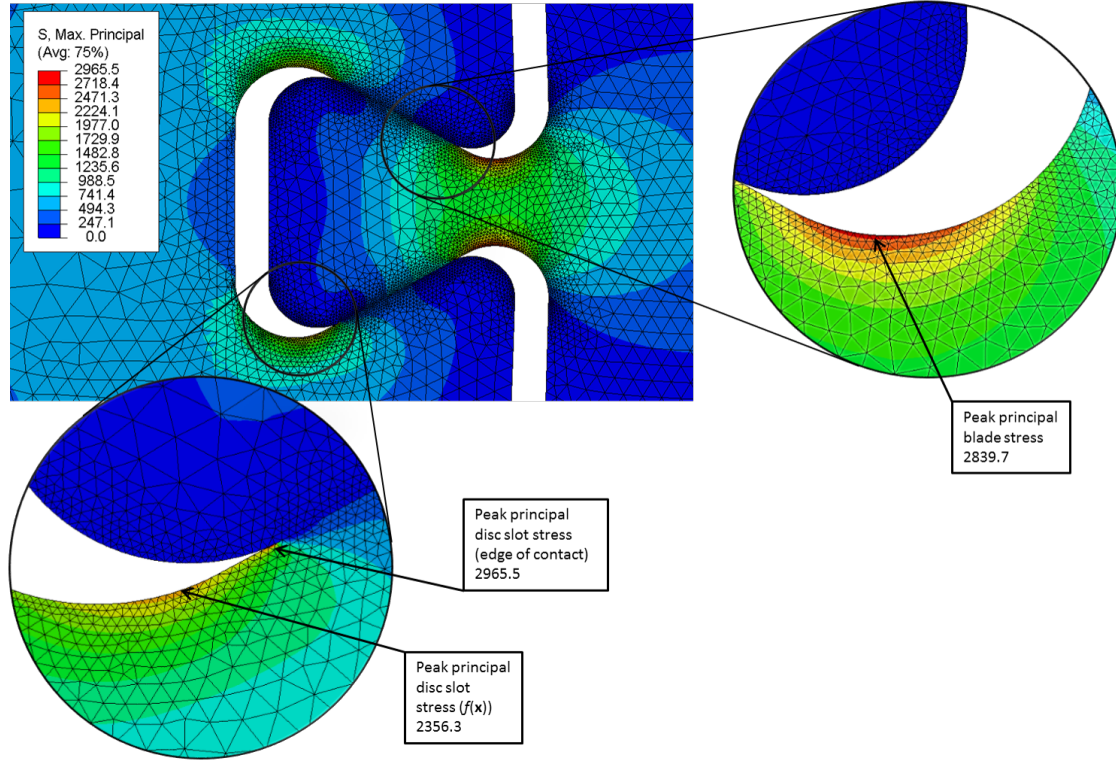 S, Max. Principal
(Avg: 75%)
2965.5
2718.4
2471.3
2224.1
1977.0
1729.9
1482.8
1235.6
988.5
741.4
494.3
247.1
0.0
Peak principal
blade stress
2839.7
Peak principal
disc slot stress
(edge of contact)
2965.5
Peak principal
disc slot
stress (f(x))
2356.3